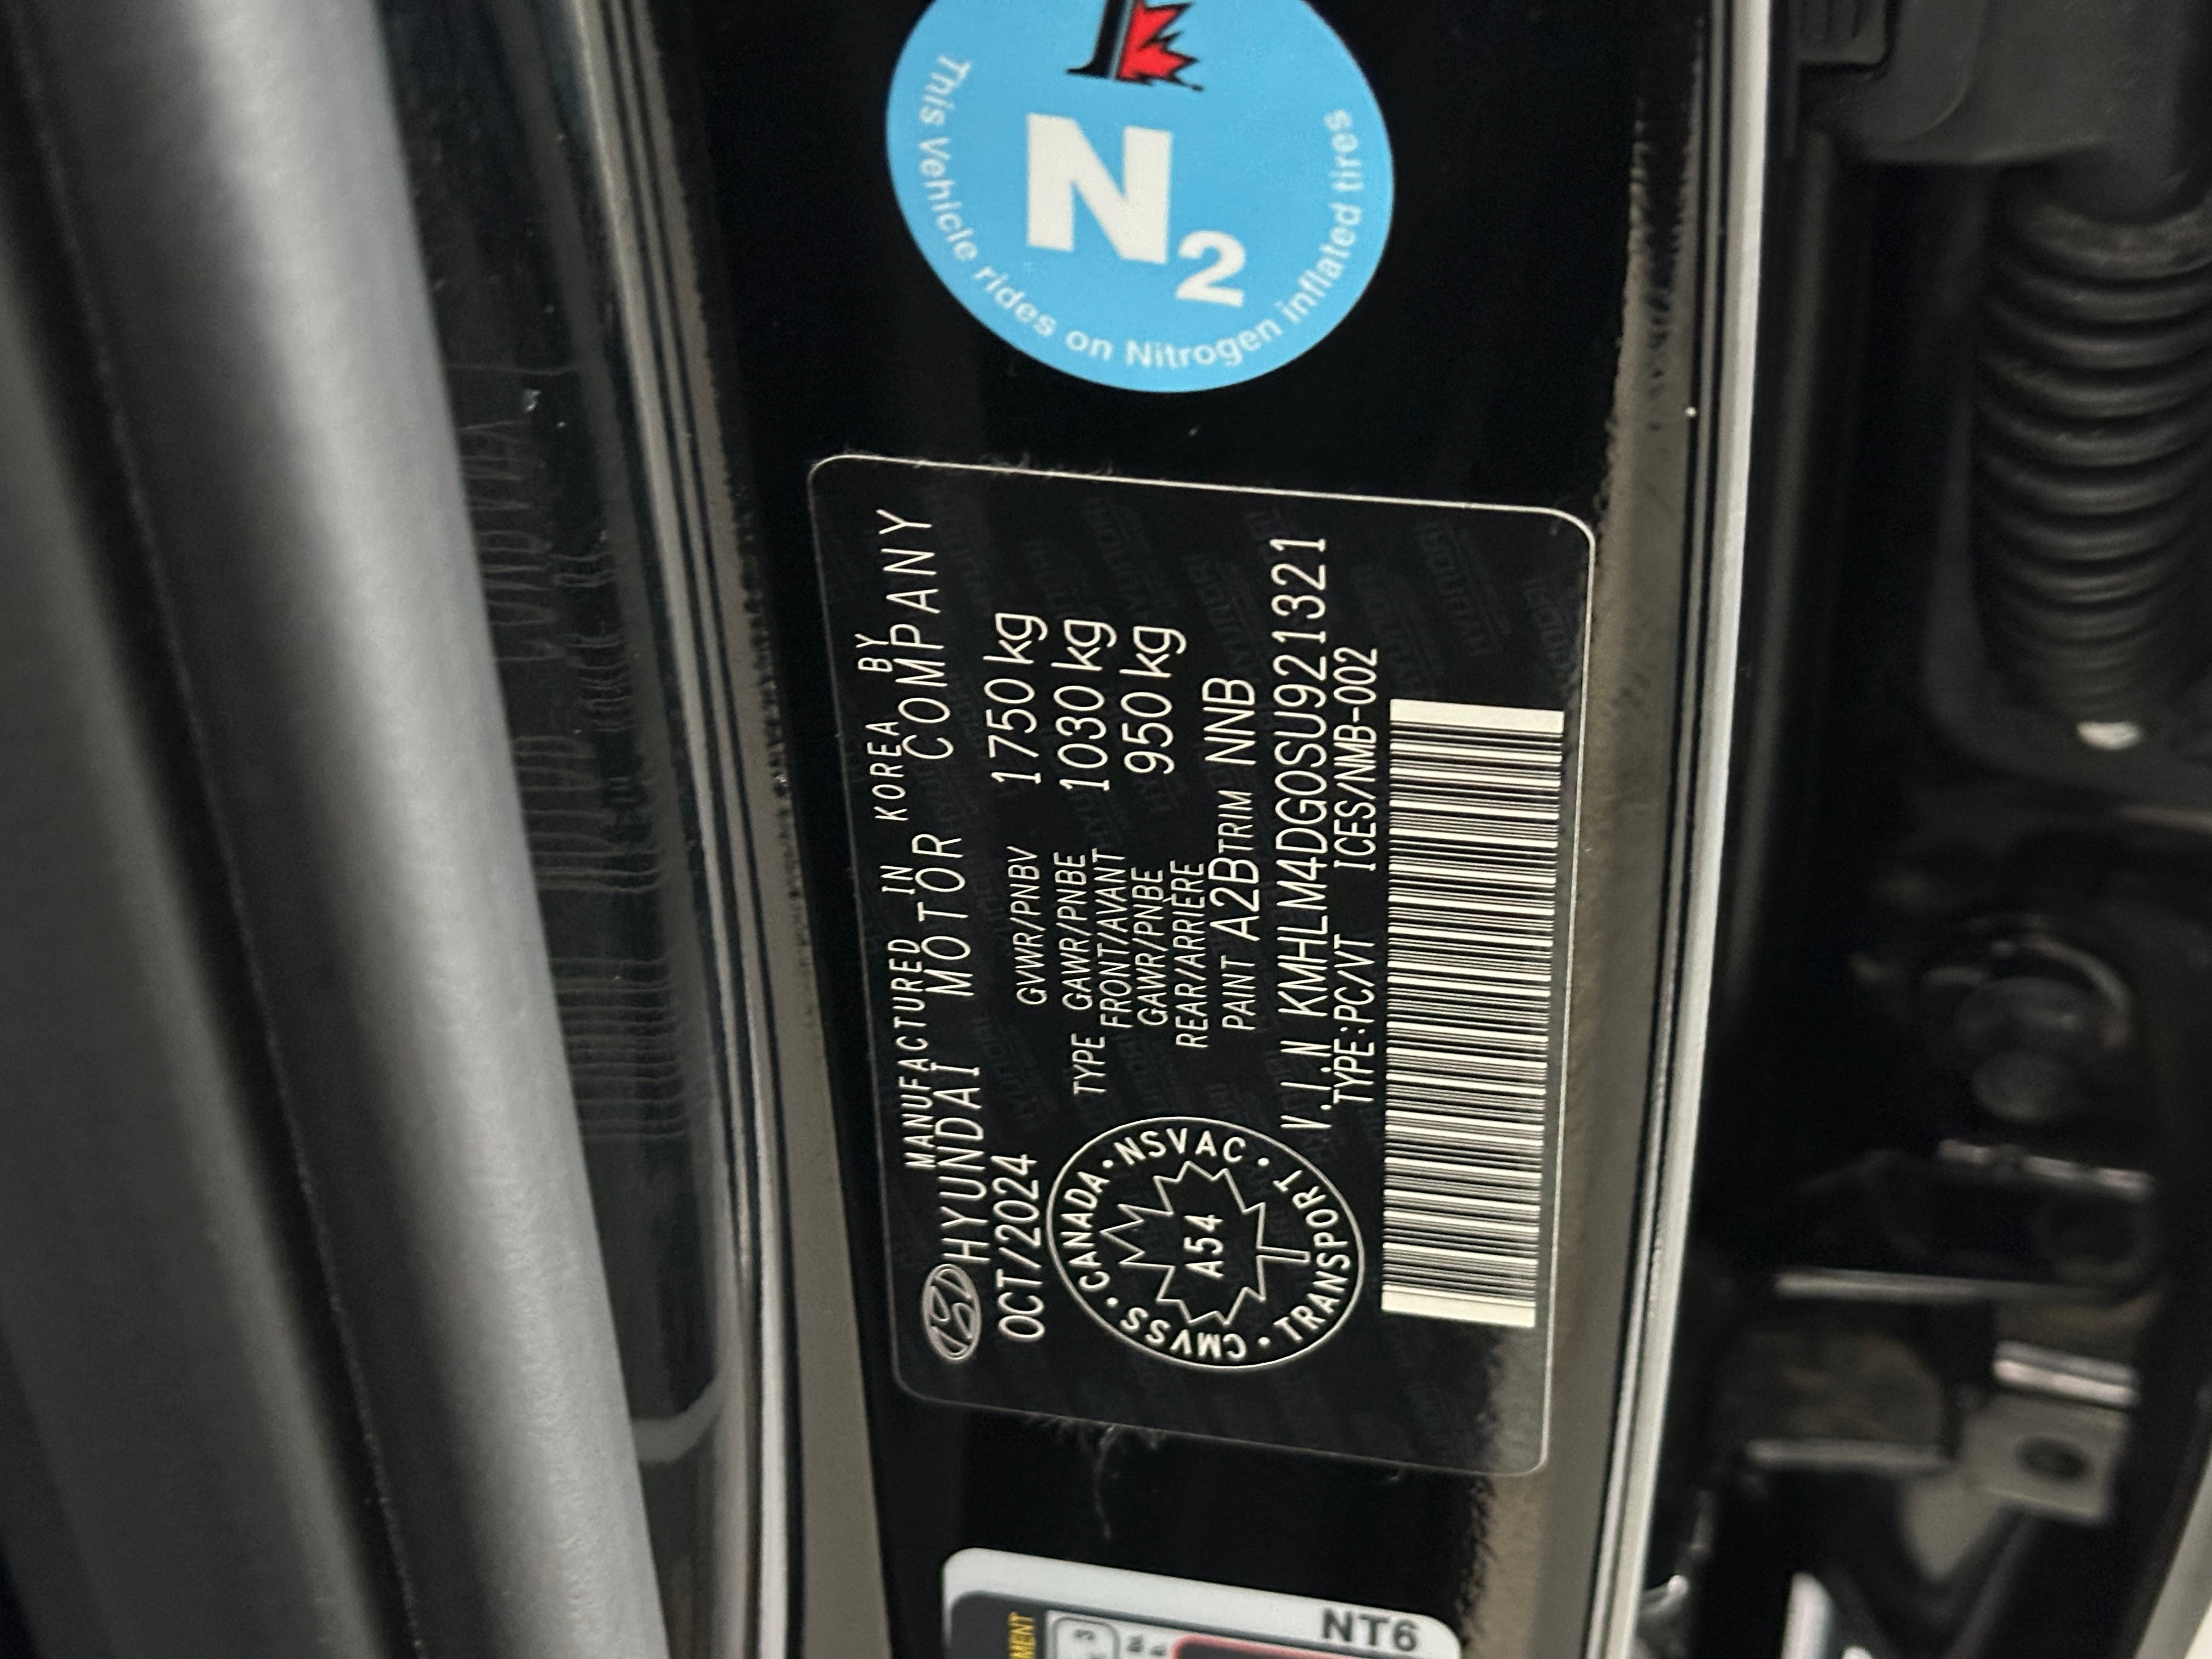 This vehicle rides on Nitrogen inflated tires
N2
MANUFACTURED IN KOREA BY
HYUNDAI MOTOR COMPANY
OCT/2024
GVWR/PNBV 1750 kg
TYPE GAWR/PNBE FRONT/AVANT 1030 kg
GAWR/PNBE REAR/ARRIÈRE 950 kg
PAINT A2B TRIM NNB
V.I.N KMHLM4DG0SU921321
TYPE:PC/VT ICES/NMB-002
CMVSS • CANADA • NSVAC • TRANSPORT
A54
NT6
3